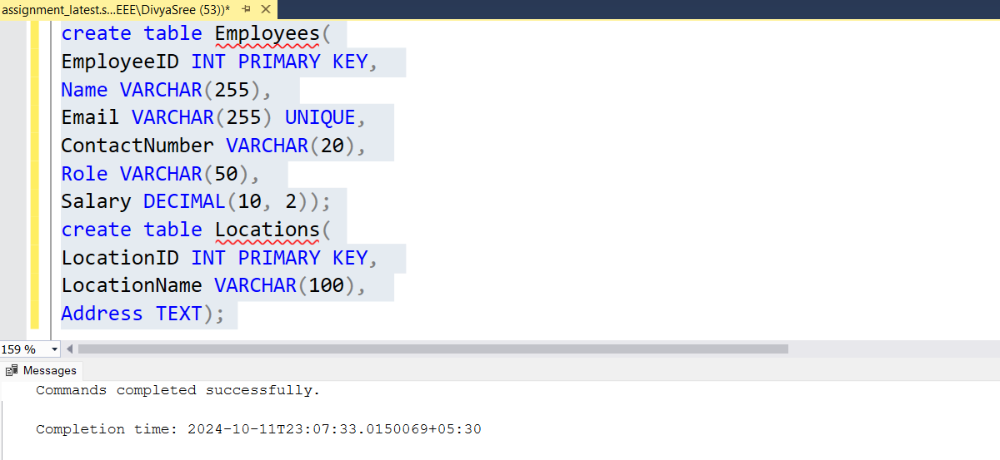 assignment_latest.s...EEE\DivyaSree (53))*
create table Employees(
EmployeeID INT PRIMARY KEY,
Name VARCHAR(255),
Email VARCHAR(255) UNIQUE,
ContactNumber VARCHAR(20),
Role VARCHAR(50),
Salary DECIMAL(10, 2));
create table Locations(
LocationID INT PRIMARY KEY,
LocationName VARCHAR(100),
Address TEXT);
159 %
Messages
Commands completed successfully.
Completion time: 2024-10-11T23:07:33.0150069+05:30